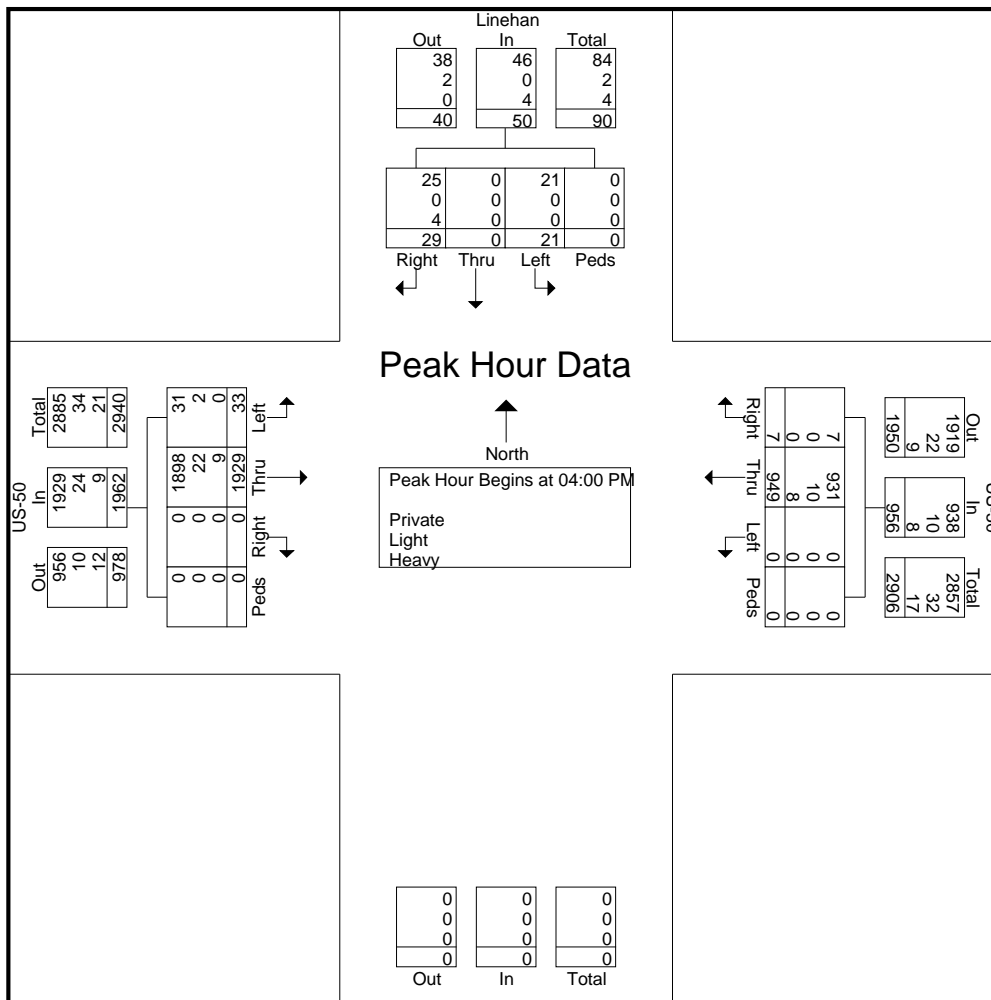 Linehan
Out In Total
38 46 84
2 0 2
0 4 4
40 50 90
25 0 21 0
0 0 0 0
4 0 0 0
29 0 21 0
Right Thru Left Peds
Peak Hour Data
North
Peak Hour Begins at 04:00 PM
Private
Light
Heavy
US-50
Total In Out
2885 1929 956
34 24 10
21 9 12
2940 1962 978
31 1898 0 0
2 22 0 0
0 9 0 0
33 1929 0 0
Left Thru Right Peds
Out In Total
1919 938 2857
22 10 32
9 8 17
1950 956 2906
7 931 0 0
0 10 0 0
0 8 0 0
7 949 0 0
Right Thru Left Peds
0 0 0
0 0 0
0 0 0
0 0 0
Out In Total